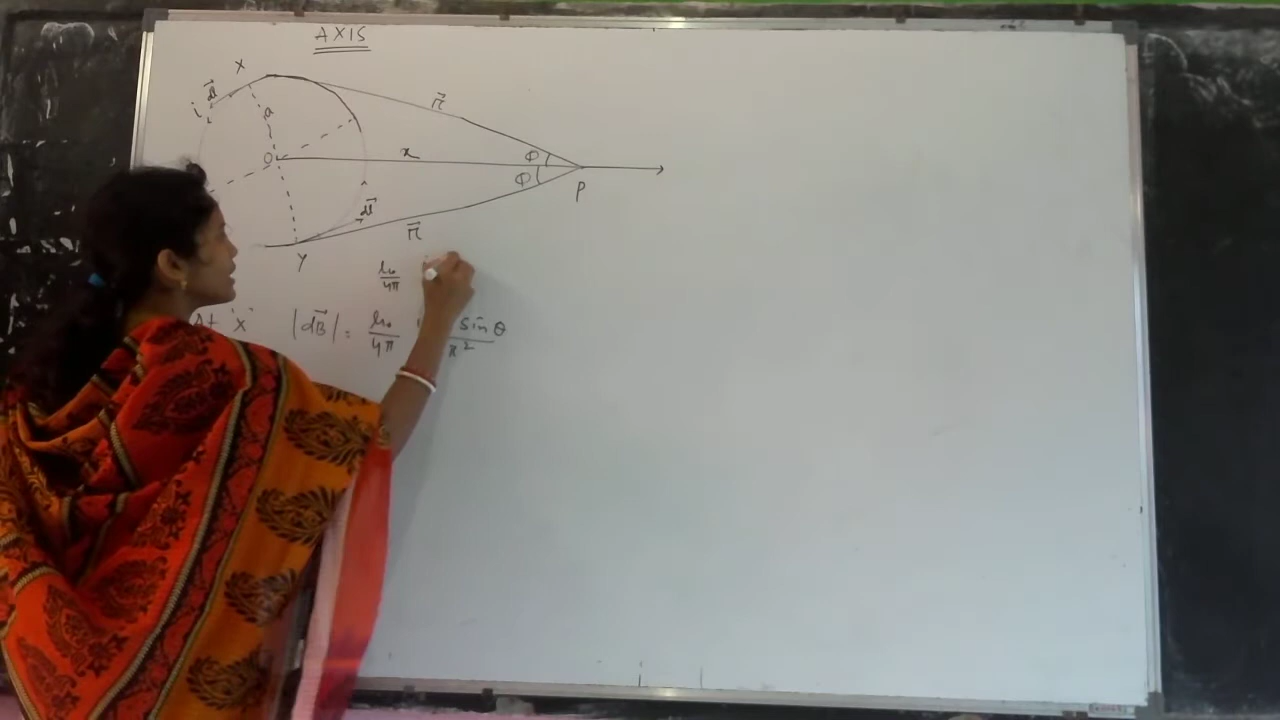 AXIS
X
dl
i
a
r
O
x
Φ
Φ
P
dl
r
Y
μ₀/4π
At "X" |dB| = μ₀/4π sinθ/r²